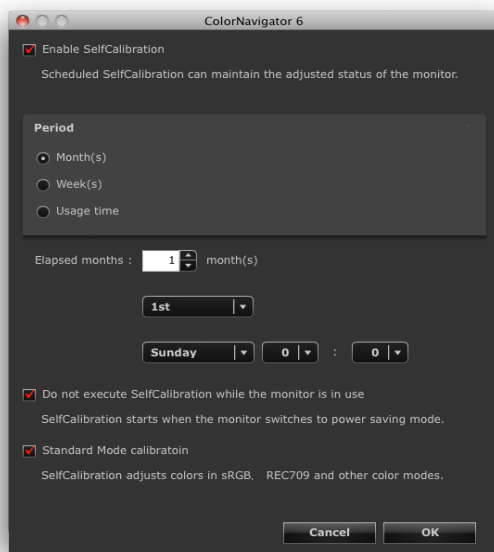 ColorNavigator 6
Enable SelfCalibration
Scheduled SelfCalibration can maintain the adjusted status of the monitor.
Period
Month(s)
Week(s)
Usage time
Elapsed months : 1 month(s)
1st
Sunday 0 : 0
Do not execute SelfCalibration while the monitor is in use
SelfCalibration starts when the monitor switches to power saving mode.
Standard Mode calibratoin
SelfCalibration adjusts colors in sRGB, REC709 and other color modes.
Cancel OK